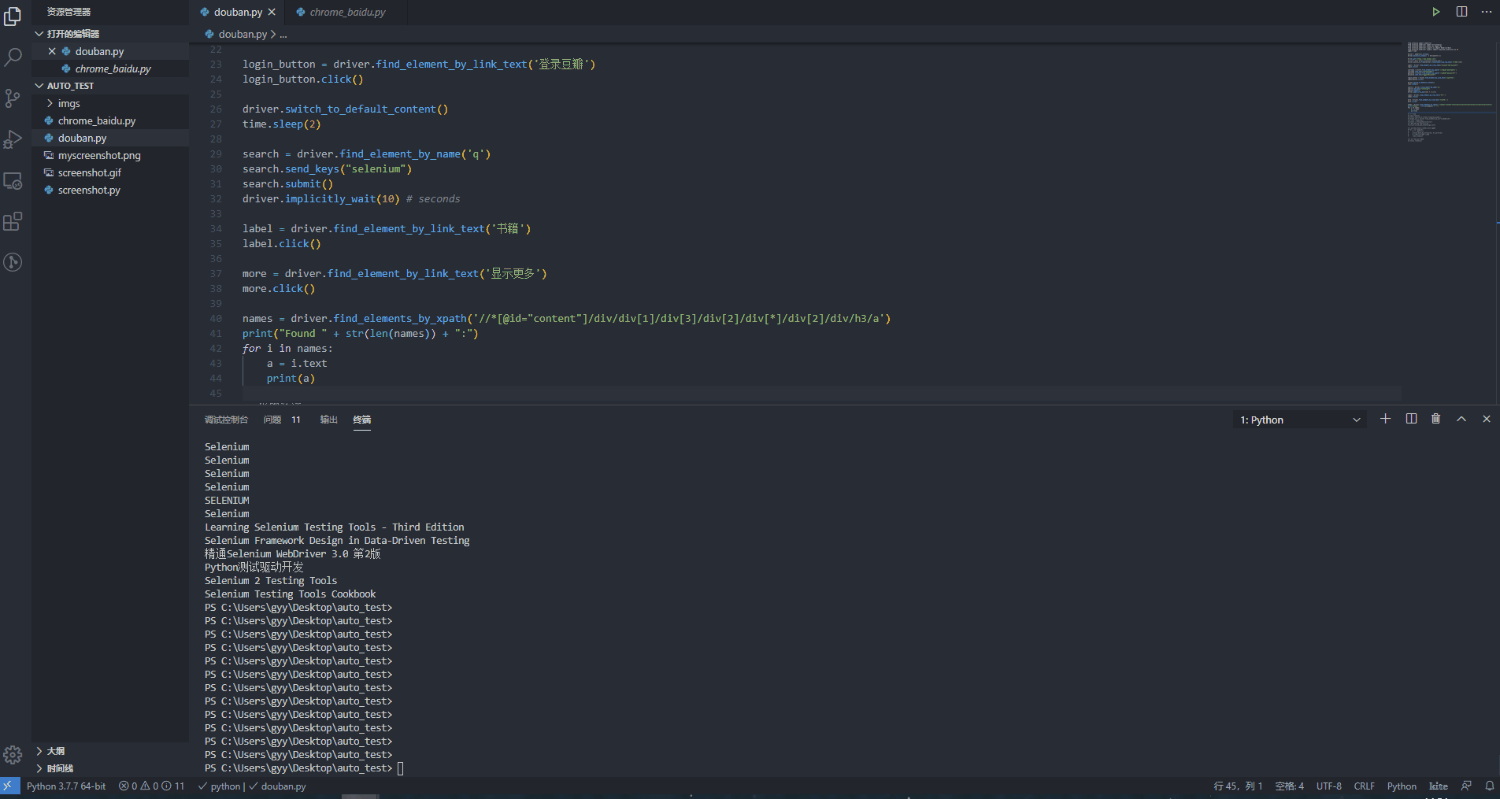 资源管理器
打开的编辑器
douban.py
chrome_baidu.py
AUTO_TEST
imgs
chrome_baidu.py
douban.py
myscreenshot.png
screenshot.gif
screenshot.py
大纲
时间线
douban.py
chrome_baidu.py
douban.py > ...
22
23 login_button = driver.find_element_by_link_text('登录豆瓣')
24 login_button.click()
25
26 driver.switch_to_default_content()
27 time.sleep(2)
28
29 search = driver.find_element_by_name('q')
30 search.send_keys("selenium")
31 search.submit()
32 driver.implicitly_wait(10) # seconds
33
34 label = driver.find_element_by_link_text('书籍')
35 label.click()
36
37 more = driver.find_element_by_link_text('显示更多')
38 more.click()
39
40 names = driver.find_elements_by_xpath('//*[@id="content"]/div/div[1]/div[3]/div[2]/div[*]/div[2]/div/h3/a')
41 print("Found " + str(len(names)) + ":")
42 for i in names:
43 a = i.text
44 print(a)
45
调试控制台 问题 11 输出 终端 1: Python
Selenium
Selenium
Selenium
Selenium
SELENIUM
Selenium
Learning Selenium Testing Tools - Third Edition
Selenium Framework Design in Data-Driven Testing
精通Selenium WebDriver 3.0 第2版
Python测试驱动开发
Selenium 2 Testing Tools
Selenium Testing Tools Cookbook
PS C:\Users\gyy\Desktop\auto_test>
PS C:\Users\gyy\Desktop\auto_test>
PS C:\Users\gyy\Desktop\auto_test>
PS C:\Users\gyy\Desktop\auto_test>
PS C:\Users\gyy\Desktop\auto_test>
PS C:\Users\gyy\Desktop\auto_test>
PS C:\Users\gyy\Desktop\auto_test>
PS C:\Users\gyy\Desktop\auto_test>
PS C:\Users\gyy\Desktop\auto_test>
PS C:\Users\gyy\Desktop\auto_test>
PS C:\Users\gyy\Desktop\auto_test>
PS C:\Users\gyy\Desktop\auto_test>
PS C:\Users\gyy\Desktop\auto_test>
Python 3.7.7 64-bit 0 0 11 python | douban.py 行 45，列 1 空格: 4 UTF-8 CRLF Python kite